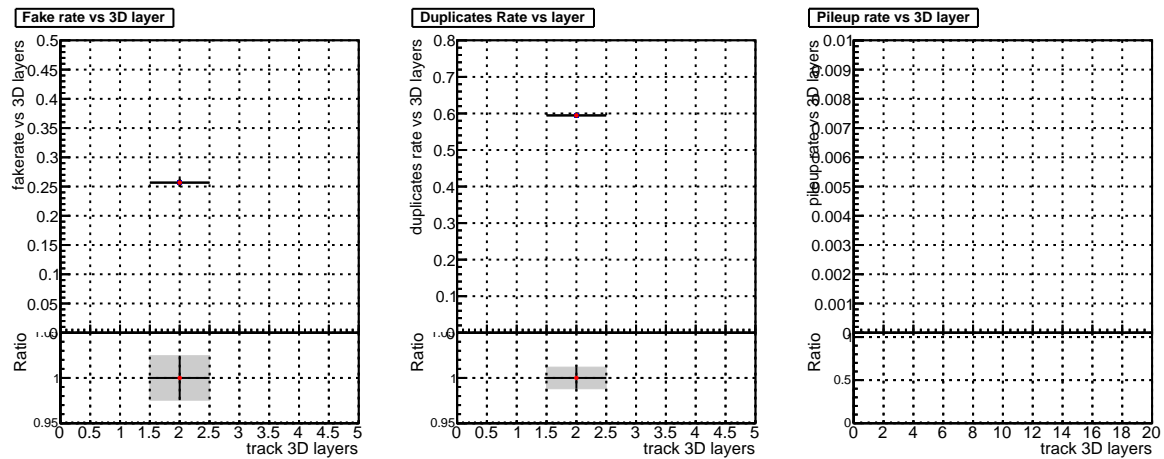 Fake rate vs 3D layer
fakerate vs 3D layers
0.5
0.45
0.4
0.35
0.3
0.25
0.2
0.15
0.1
0.05
Ratio
1
0.95
0 0.5 1 1.5 2 2.5 3 3.5 4 4.5 5
track 3D layers
Duplicates Rate vs layer
duplicates rate vs 3D layers
0.8
0.7
0.6
0.5
0.4
0.3
0.2
0.1
0
Ratio
1
0.95
0 0.5 1 1.5 2 2.5 3 3.5 4 4.5 5
track 3D layers
Pileup rate vs 3D layer
pileup rate vs 3D layers
0.01
0.009
0.008
0.007
0.006
0.005
0.004
0.003
0.002
0.001
0
Ratio
1
0.5
0
0 2 4 6 8 10 12 14 16 18 20
track 3D layers